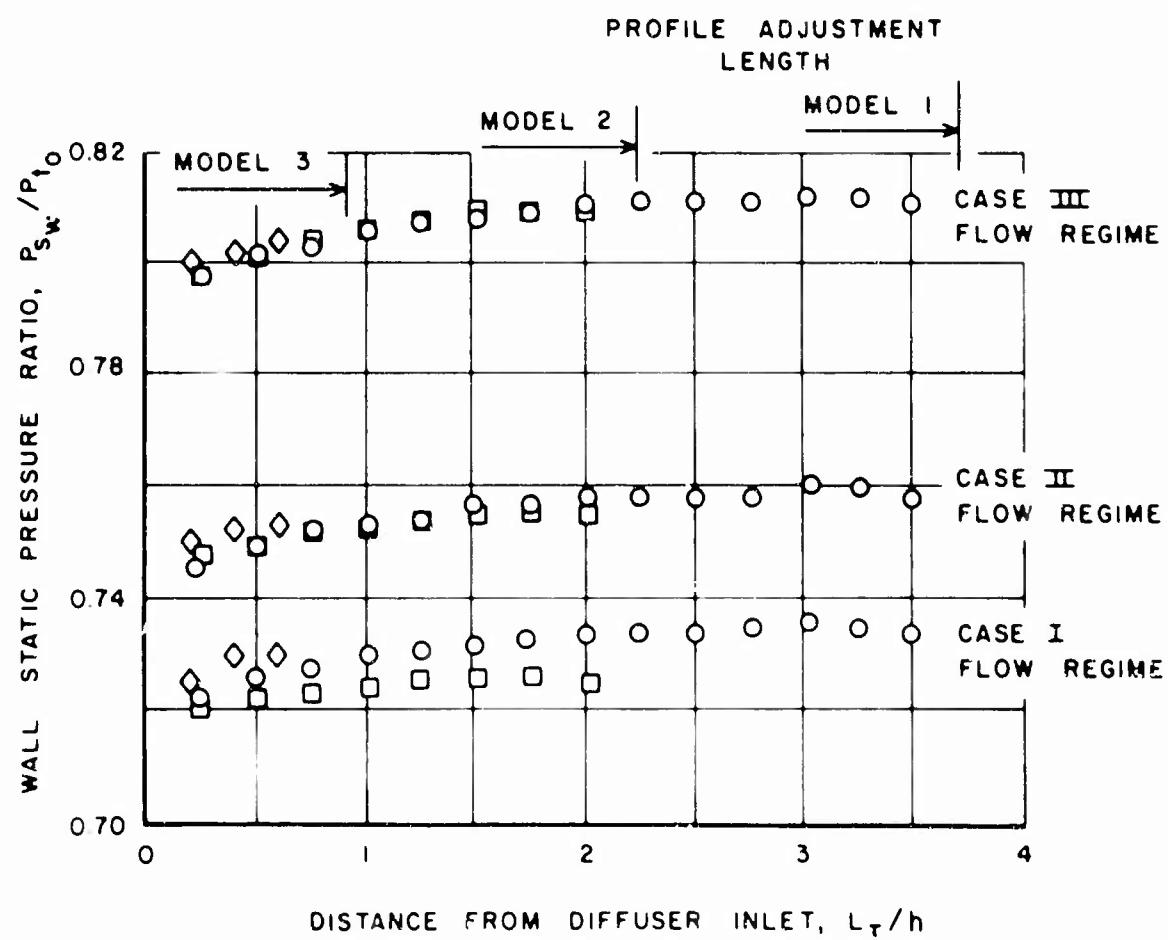 PROFILE ADJUSTMENT
LENGTH
MODEL 1
MODEL 2
MODEL 3
WALL STATIC PRESSURE RATIO, P_sw/P_t0
0.82
0.78
0.74
0.70
CASE III
FLOW REGIME
CASE II
FLOW REGIME
CASE I
FLOW REGIME
0 1 2 3 4
DISTANCE FROM DIFFUSER INLET, L_T/h